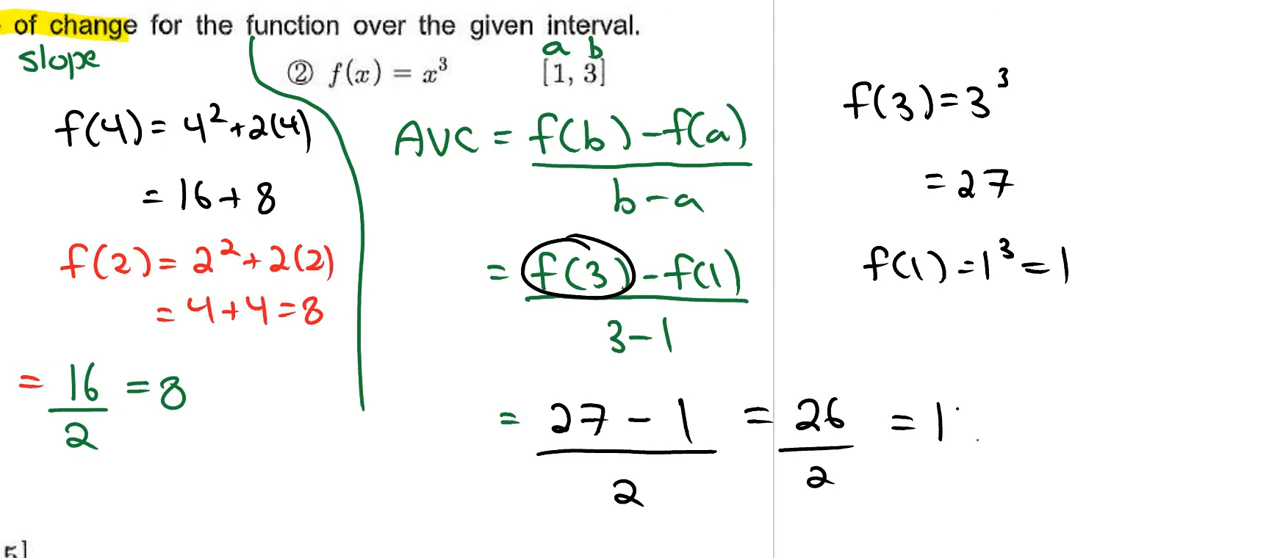 of change for the function over the given interval.
slope
a b
② f(x) = x³ [1, 3]
f(4) = 4² + 2(4)
= 16 + 8
f(2) = 2² + 2(2)
= 4 + 4 = 8
= 16/2 = 8
AVC = f(b) - f(a) / b - a
= f(3) - f(1) / 3 - 1
= 27 - 1 / 2 = 26/2 = 1
f(3) = 3³
= 27
f(1) = 1³ = 1
5]